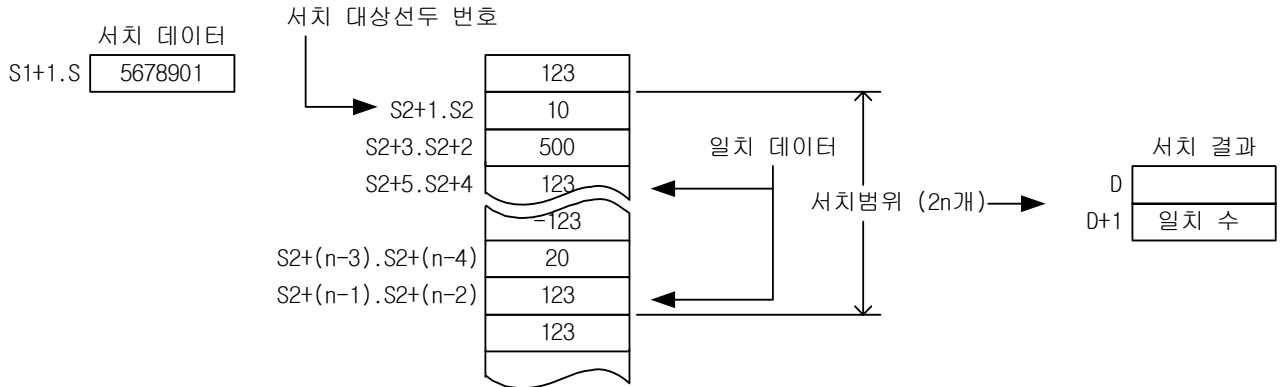 서치 대상선두 번호
서치 데이터
S1+1.S 5678901
123
S2+1.S2 10
S2+3.S2+2 500
일치 데이터
서치 결과
S2+5.S2+4 123
D
서치범위 (2n개)
-123
D+1 일치 수
S2+(n-3).S2+(n-4) 20
S2+(n-1).S2+(n-2) 123
123